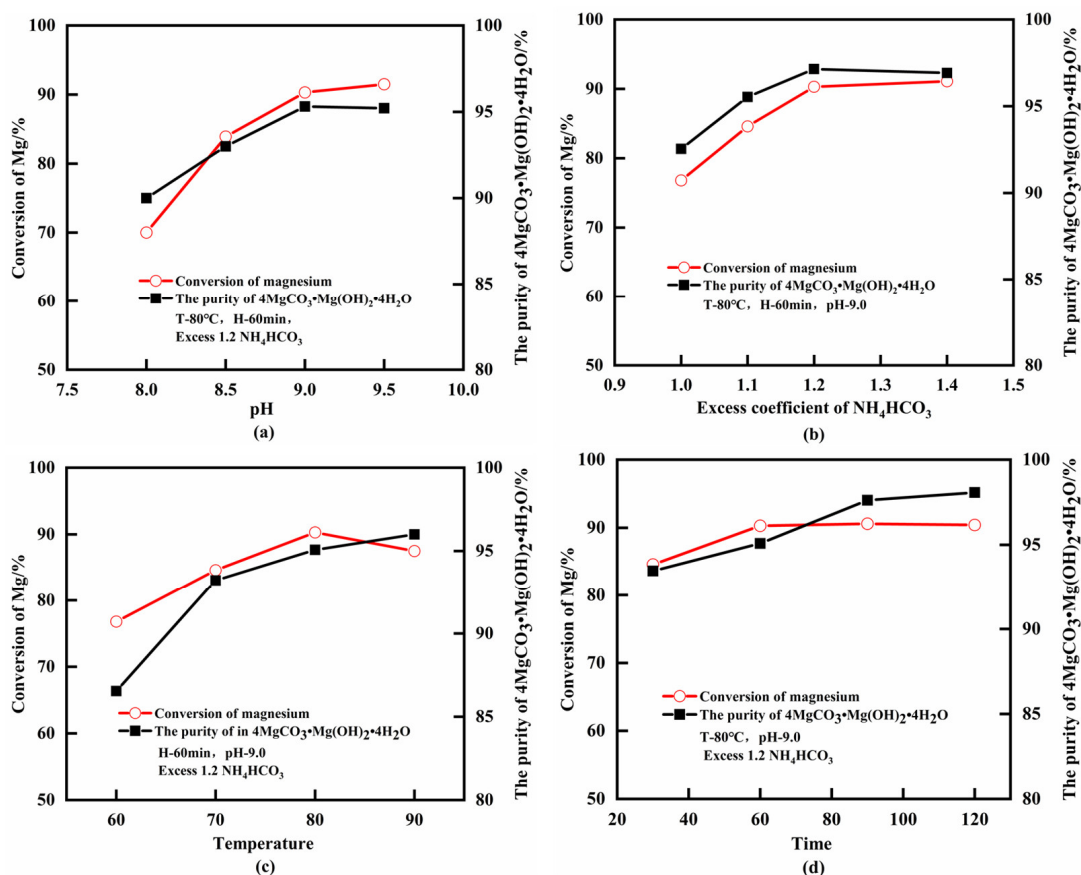 Conversion of Mg/%
100
90
80
70
60
50
7.5 8.0 8.5 9.0 9.5 10.0
pH
(a)
100
95
90
85
80
The purity of 4MgCO₃•Mg(OH)₂•4H₂O/%
Conversion of magnesium
The purity of 4MgCO₃•Mg(OH)₂•4H₂O
T-80°C, H-60min,
Excess 1.2 NH₄HCO₃
Conversion of Mg/%
100
90
80
70
60
50
0.9 1.0 1.1 1.2 1.3 1.4 1.5
Excess coefficient of NH₄HCO₃
(b)
100
95
90
85
80
The purity of 4MgCO₃•Mg(OH)₂•4H₂O/%
Conversion of magnesium
The purity of 4MgCO₃•Mg(OH)₂•4H₂O
T-80°C, H-60min, pH-9.0
Conversion of Mg/%
100
90
80
70
60
50
60 70 80 90
Temperature
(c)
100
95
90
85
80
The purity of 4MgCO₃•Mg(OH)₂•4H₂O/%
Conversion of magnesium
The purity of in 4MgCO₃•Mg(OH)₂•4H₂O
H-60min, pH-9.0
Excess 1.2 NH₄HCO₃
Conversion of Mg/%
100
90
80
70
60
50
20 40 60 80 100 120
Time
(d)
100
95
90
85
80
The purity of 4MgCO₃•Mg(OH)₂•4H₂O/%
Conversion of magnesium
The purity of 4MgCO₃•Mg(OH)₂•4H₂O
T-80°C, pH-9.0
Excess 1.2 NH₄HCO₃